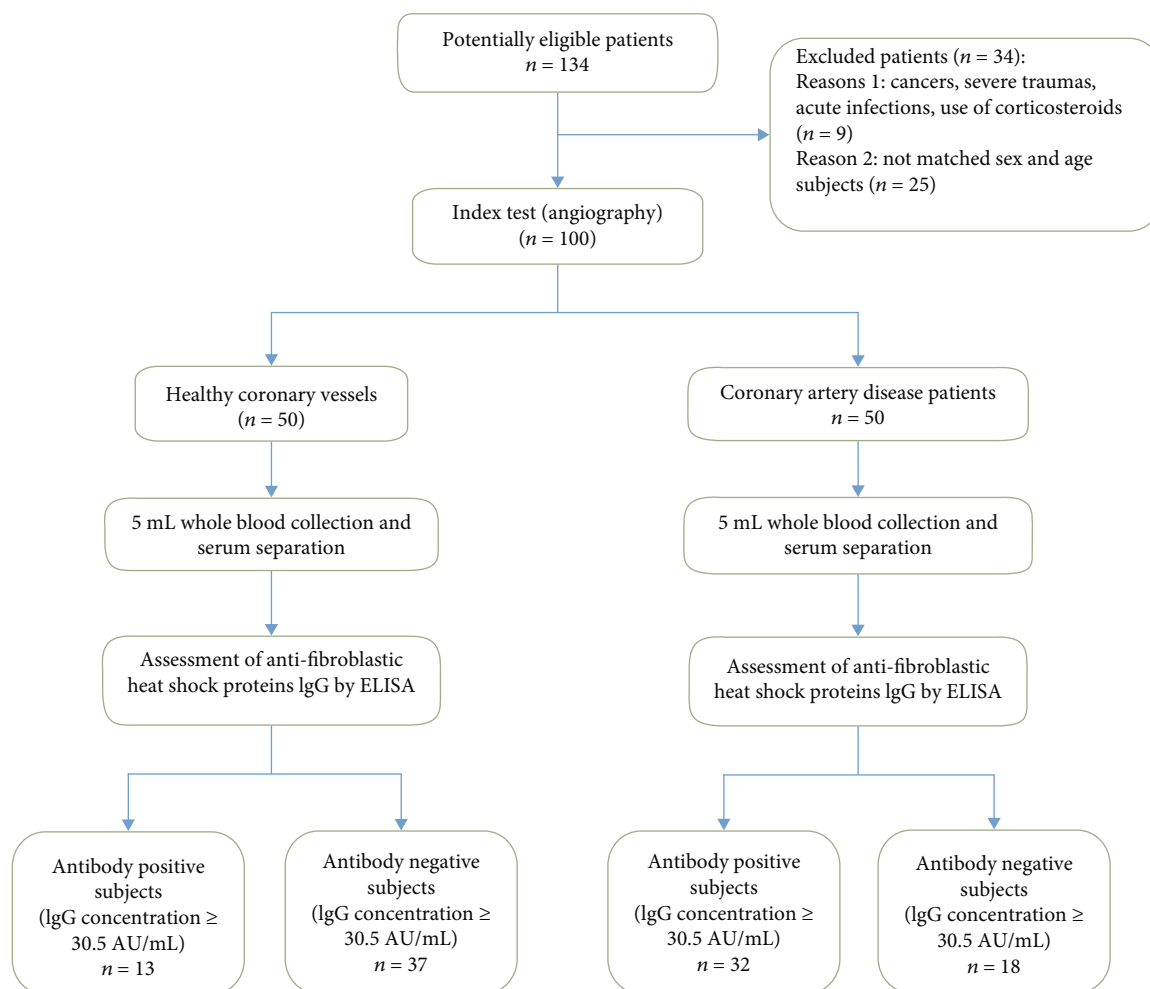 Potentially eligible patients
n = 134
Excluded patients (n = 34):
Reasons 1: cancers, severe traumas,
acute infections, use of corticosteroids
(n = 9)
Reason 2: not matched sex and age
subjects (n = 25)
Index test (angiography)
(n = 100)
Healthy coronary vessels
(n = 50)
Coronary artery disease patients
n = 50
5 mL whole blood collection and
serum separation
5 mL whole blood collection and
serum separation
Assessment of anti-fibroblastic
heat shock proteins lgG by ELISA
Assessment of anti-fibroblastic
heat shock proteins lgG by ELISA
Antibody positive
subjects
(lgG concentration ≥
30.5 AU/mL)
n = 13
Antibody negative
subjects
(lgG concentration ≥
30.5 AU/mL)
n = 37
Antibody positive
subjects
(lgG concentration ≥
30.5 AU/mL)
n = 32
Antibody negative
subjects
(lgG concentration ≥
30.5 AU/mL)
n = 18